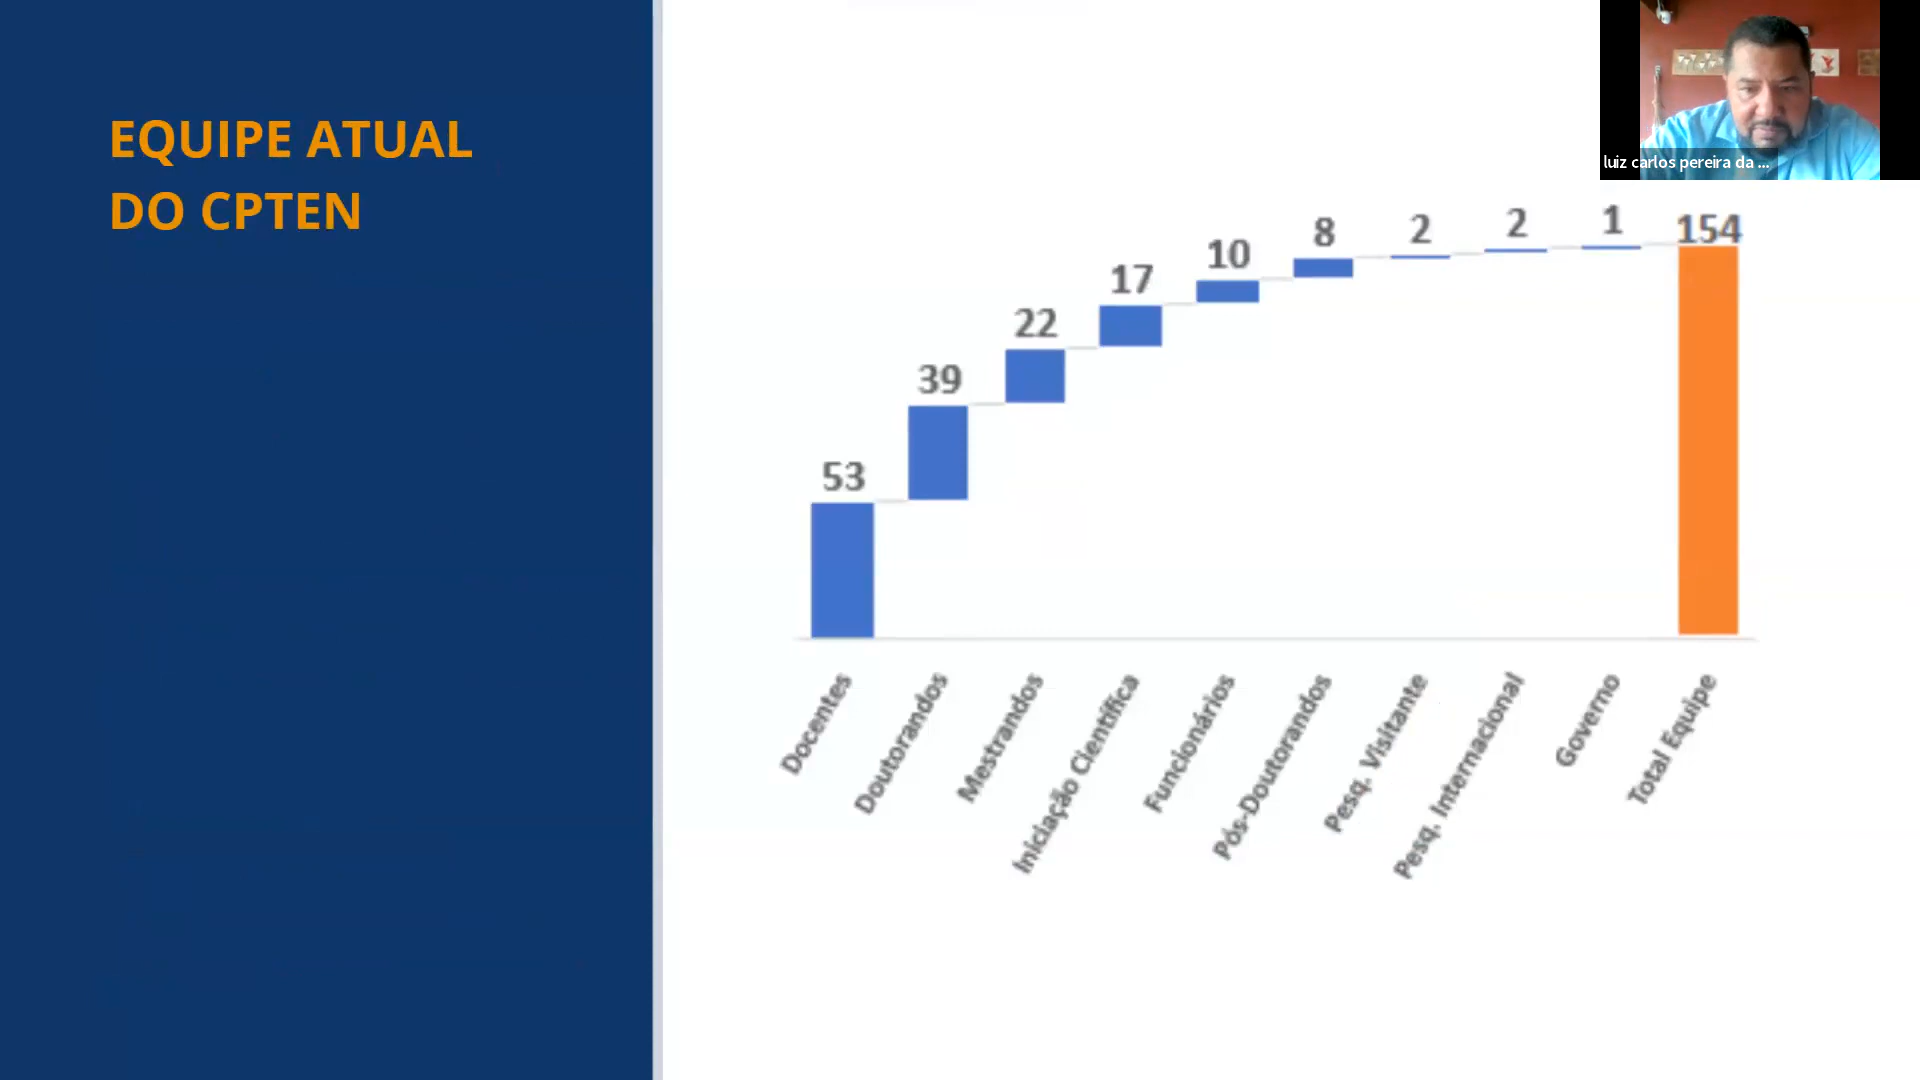 EQUIPE ATUAL
DO CPTEN
luiz carlos pereira da ...
53
39
22
17
10
8
2
2
1
154
Docentes
Doutorandos
Mestrandos
Iniciação Científica
Funcionários
Pós-Doutorandos
Pesq. Visitante
Pesq. Internacional
Governo
Total Equipe